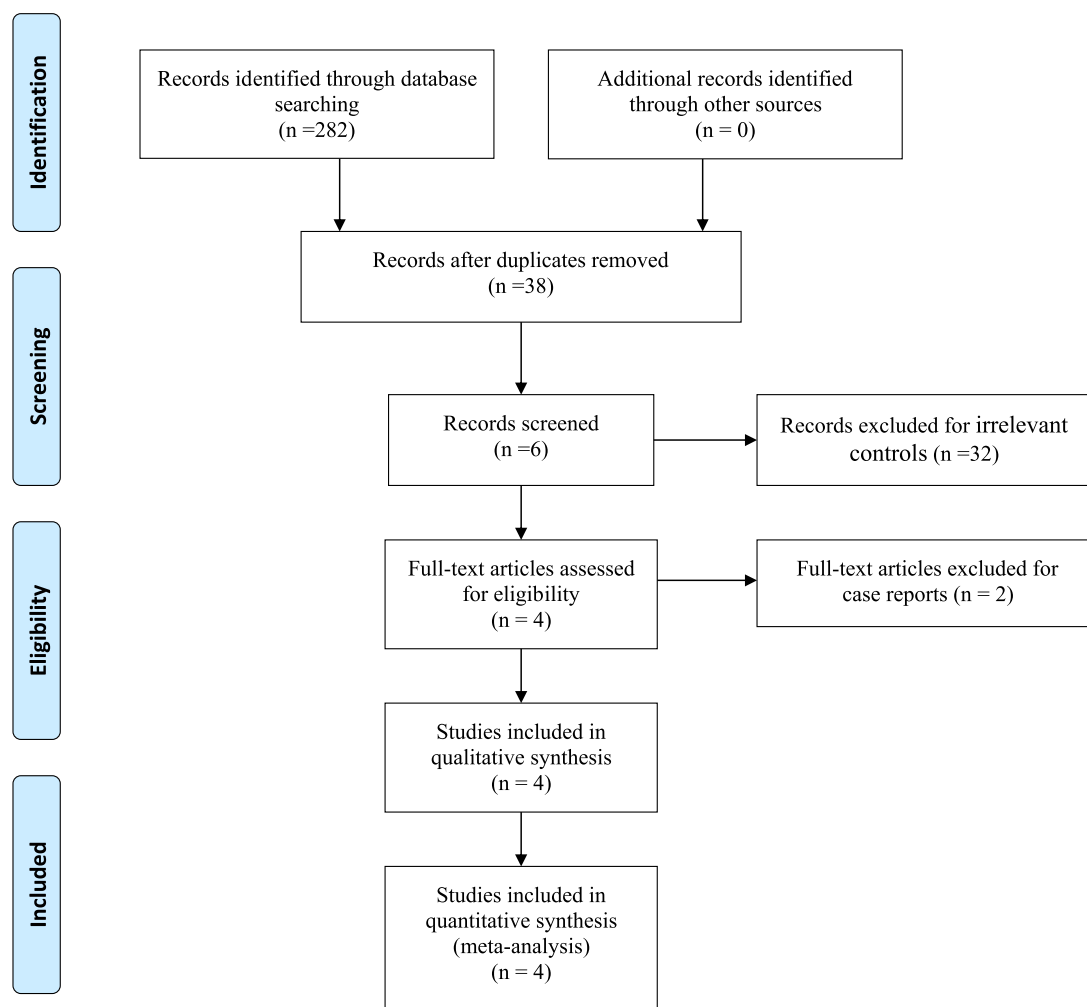 Identification
Records identified through database
searching
(n =282)
Additional records identified
through other sources
(n = 0)
Records after duplicates removed
(n =38)
Screening
Records screened
(n =6)
Records excluded for irrelevant
controls (n =32)
Eligibility
Full-text articles assessed
for eligibility
(n = 4)
Full-text articles excluded for
case reports (n = 2)
Studies included in
qualitative synthesis
(n = 4)
Included
Studies included in
quantitative synthesis
(meta-analysis)
(n = 4)